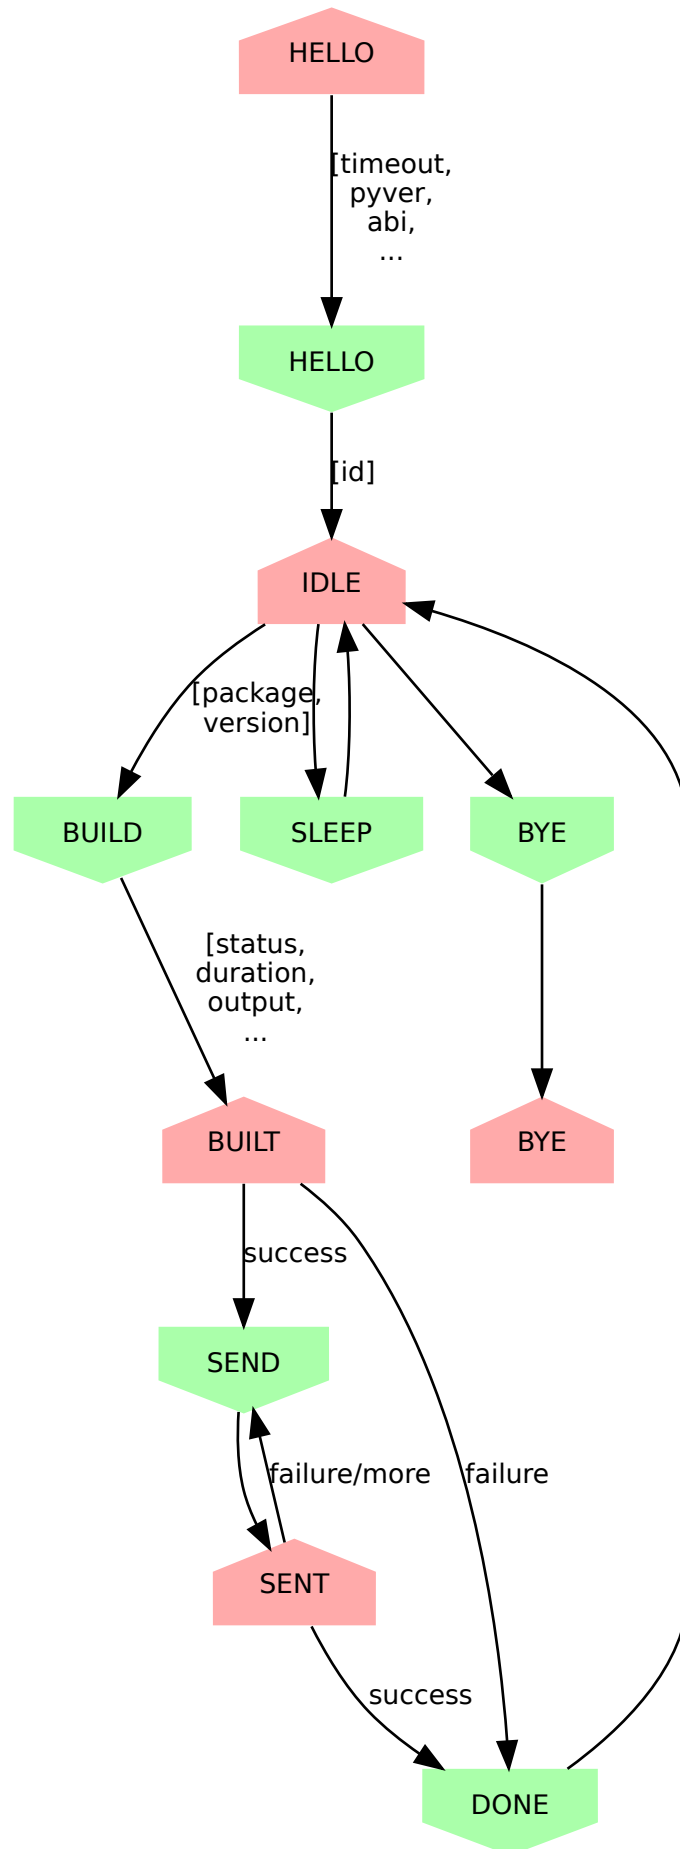 HELLO
[timeout,
pyver,
abi,
...
HELLO
[id]
IDLE
[package,
version]
BUILD
SLEEP
BYE
[status,
duration,
output,
...
BUILT
BYE
success
SEND
failure/more
failure
SENT
success
DONE